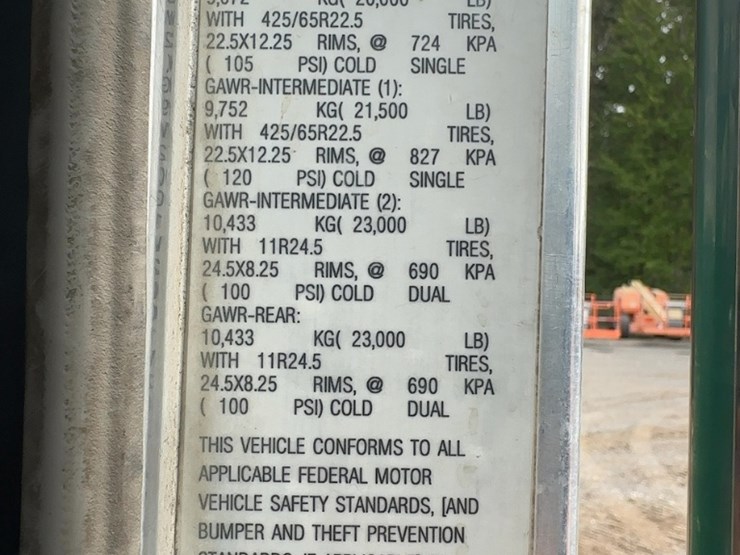 WITH 425/65R22.5 TIRES,
22.5X12.25 RIMS, @ 724 KPA
( 105 PSI) COLD SINGLE
GAWR-INTERMEDIATE (1):
9,752 KG( 21,500 LB)
WITH 425/65R22.5 TIRES,
22.5X12.25 RIMS, @ 827 KPA
( 120 PSI) COLD SINGLE
GAWR-INTERMEDIATE (2):
10,433 KG( 23,000 LB)
WITH 11R24.5 TIRES,
24.5X8.25 RIMS, @ 690 KPA
( 100 PSI) COLD DUAL
GAWR-REAR:
10,433 KG( 23,000 LB)
WITH 11R24.5 TIRES,
24.5X8.25 RIMS, @ 690 KPA
( 100 PSI) COLD DUAL
THIS VEHICLE CONFORMS TO ALL
APPLICABLE FEDERAL MOTOR
VEHICLE SAFETY STANDARDS, [AND
BUMPER AND THEFT PREVENTION